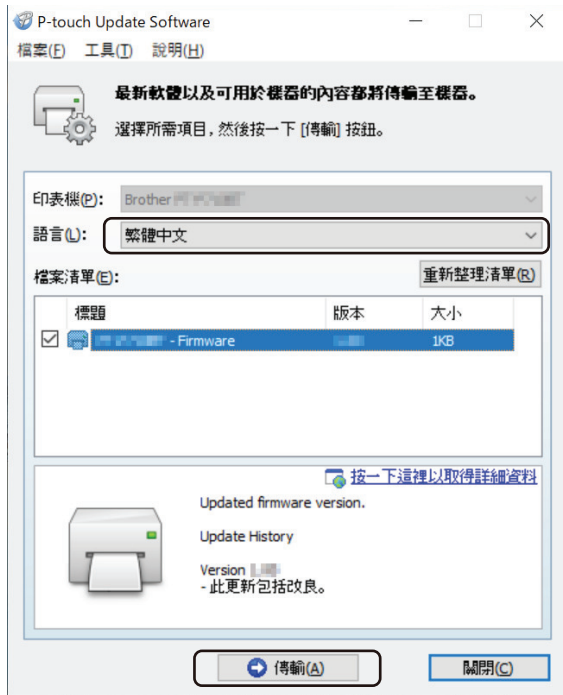 P-touch Update Software
檔案(F) 工具(T) 說明(H)
最新軟體以及可用於機器的內容都將傳輸至機器。
選擇所需項目，然後按一下 [傳輸] 按鈕。
印表機(P): Brother
語言(L): 繁體中文
檔案清單(E): 重新整理清單(R)
標題 版本 大小
- Firmware 1KB
按一下這裡以取得詳細資料
Updated firmware version.
Update History
Version
- 此更新包括改良。
傳輸(A) 關閉(C)